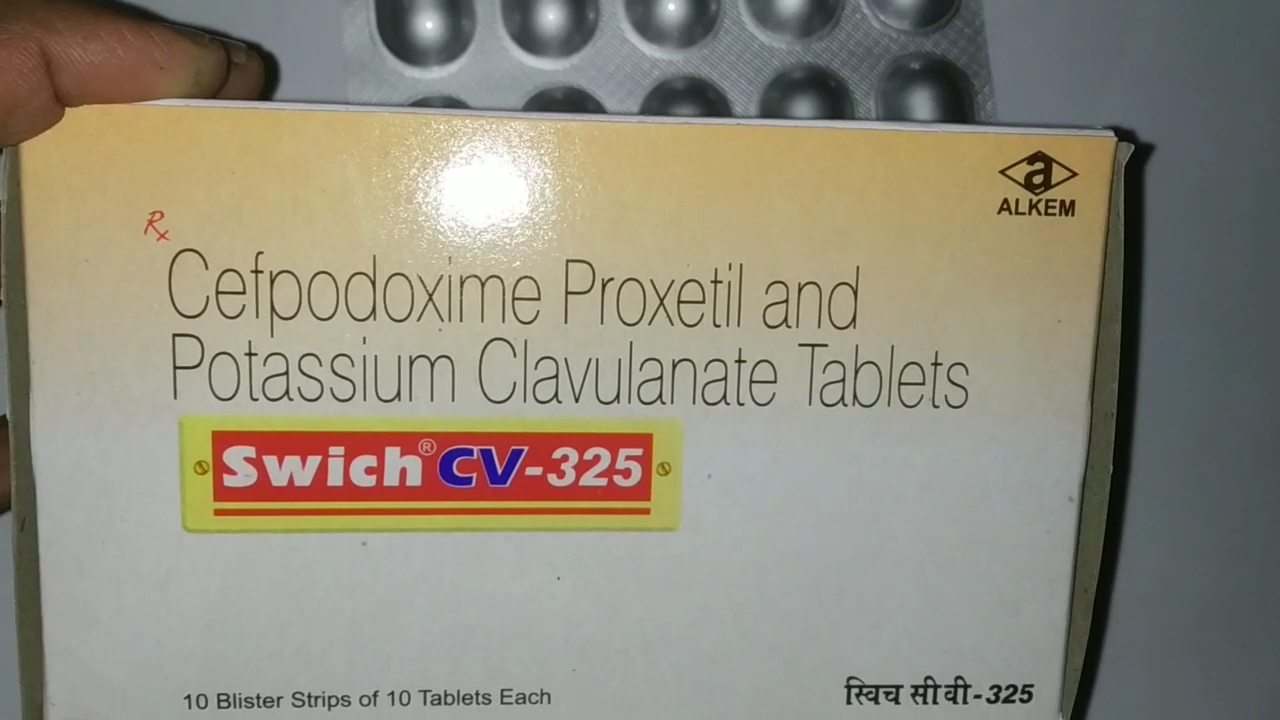 ALKEM
Rx
Cefpodoxime Proxetil and
Potassium Clavulanate Tablets
Swich® CV-325
10 Blister Strips of 10 Tablets Each
स्विच सी वी -325